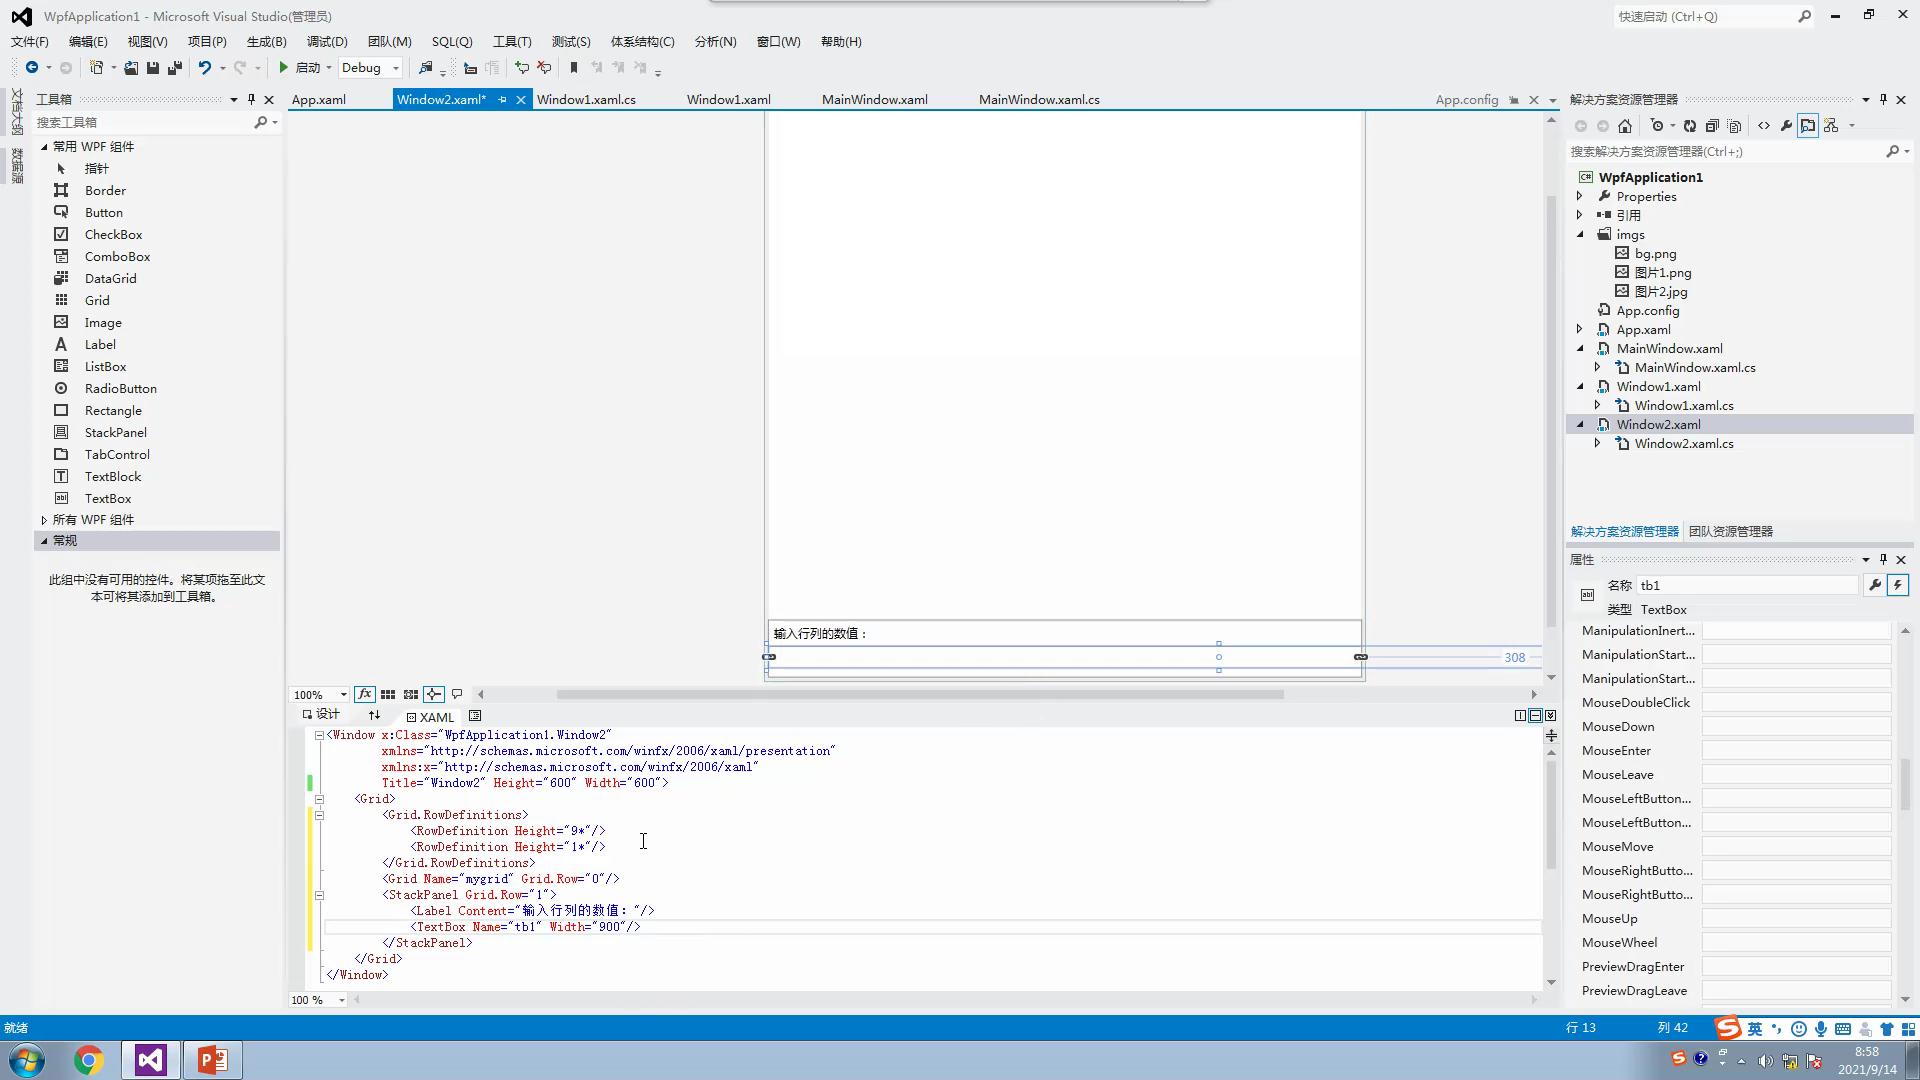 WpfApplication1 - Microsoft Visual Studio(管理员)
快速启动 (Ctrl+Q)
文件(F) 编辑(E) 视图(V) 项目(P) 生成(B) 调试(D) 团队(M) SQL(Q) 工具(T) 测试(S) 体系结构(C) 分析(N) 窗口(W) 帮助(H)
启动 Debug
文档大纲
数据源
工具箱
搜索工具箱
常用 WPF 组件
指针
Border
Button
CheckBox
ComboBox
DataGrid
Grid
Image
Label
ListBox
RadioButton
Rectangle
StackPanel
TabControl
TextBlock
TextBox
所有 WPF 组件
常规
此组中没有可用的控件。将某项拖至此文
本可将其添加到工具箱。
App.xaml Window2.xaml* Window1.xaml.cs Window1.xaml MainWindow.xaml MainWindow.xaml.cs App.config
输入行列的数值：
308
100% fx
设计 XAML
<Window x:Class="WpfApplication1.Window2"
xmlns="http://schemas.microsoft.com/winfx/2006/xaml/presentation"
xmlns:x="http://schemas.microsoft.com/winfx/2006/xaml"
Title="Window2" Height="600" Width="600">
<Grid>
<Grid.RowDefinitions>
<RowDefinition Height="9*"/>
<RowDefinition Height="1*"/>
</Grid.RowDefinitions>
<Grid Name="mygrid" Grid.Row="0"/>
<StackPanel Grid.Row="1">
<Label Content="输入行列的数值："/>
<TextBox Name="tb1" Width="900"/>
</StackPanel>
</Grid>
</Window>
100 %
解决方案资源管理器
搜索解决方案资源管理器(Ctrl+;)
WpfApplication1
Properties
引用
imgs
bg.png
图片1.png
图片2.jpg
App.config
App.xaml
MainWindow.xaml
MainWindow.xaml.cs
Window1.xaml
Window1.xaml.cs
Window2.xaml
Window2.xaml.cs
解决方案资源管理器 团队资源管理器
属性
名称 tb1
类型 TextBox
ManipulationInert...
ManipulationStart...
ManipulationStart...
MouseDoubleClick
MouseDown
MouseEnter
MouseLeave
MouseLeftButton...
MouseLeftButton...
MouseMove
MouseRightButto...
MouseRightButto...
MouseUp
MouseWheel
PreviewDragEnter
PreviewDragLeave
就绪
行 13 列 42
英
8:58
2021/9/14